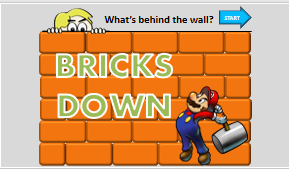 What's behind the wall?
START
BRICKS
DOWN